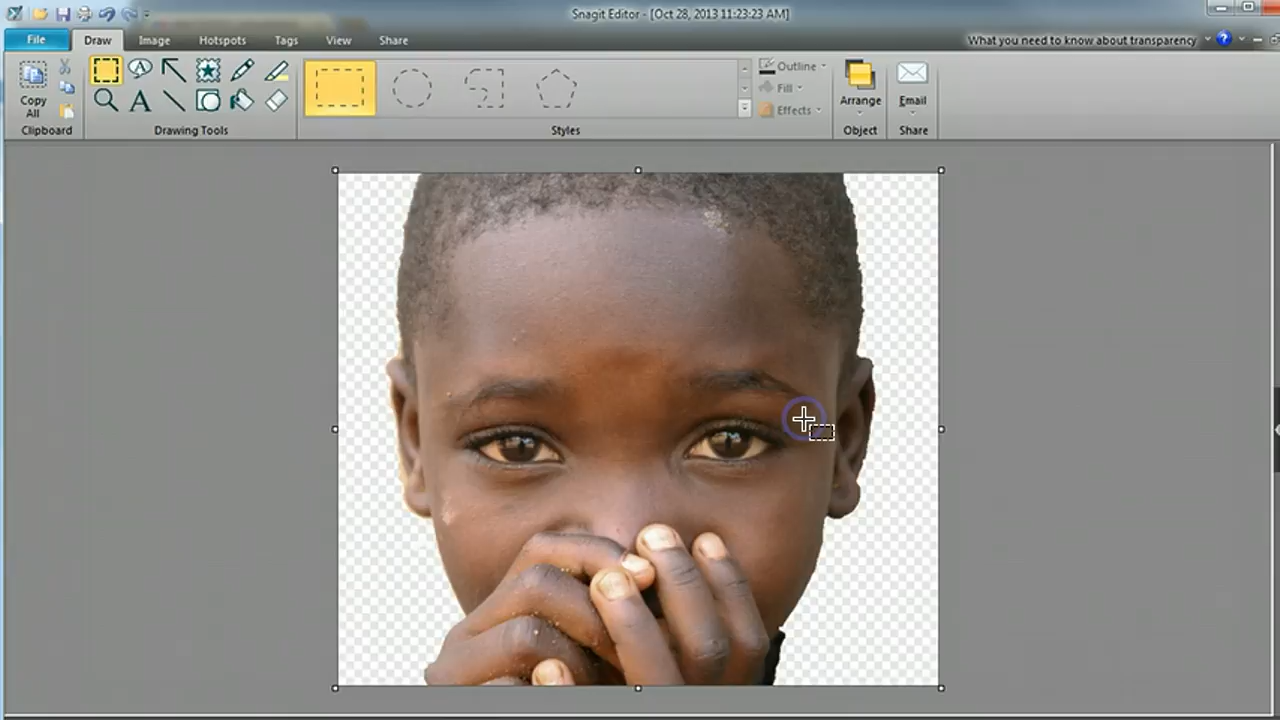 Snagit Editor - [Oct 28, 2013 11:23:23 AM]
File Draw Image Hotspots Tags View Share What you need to know about transparency
Copy All
Clipboard
Drawing Tools
Styles
Outline
Fill
Effects
Arrange
Object
Email
Share